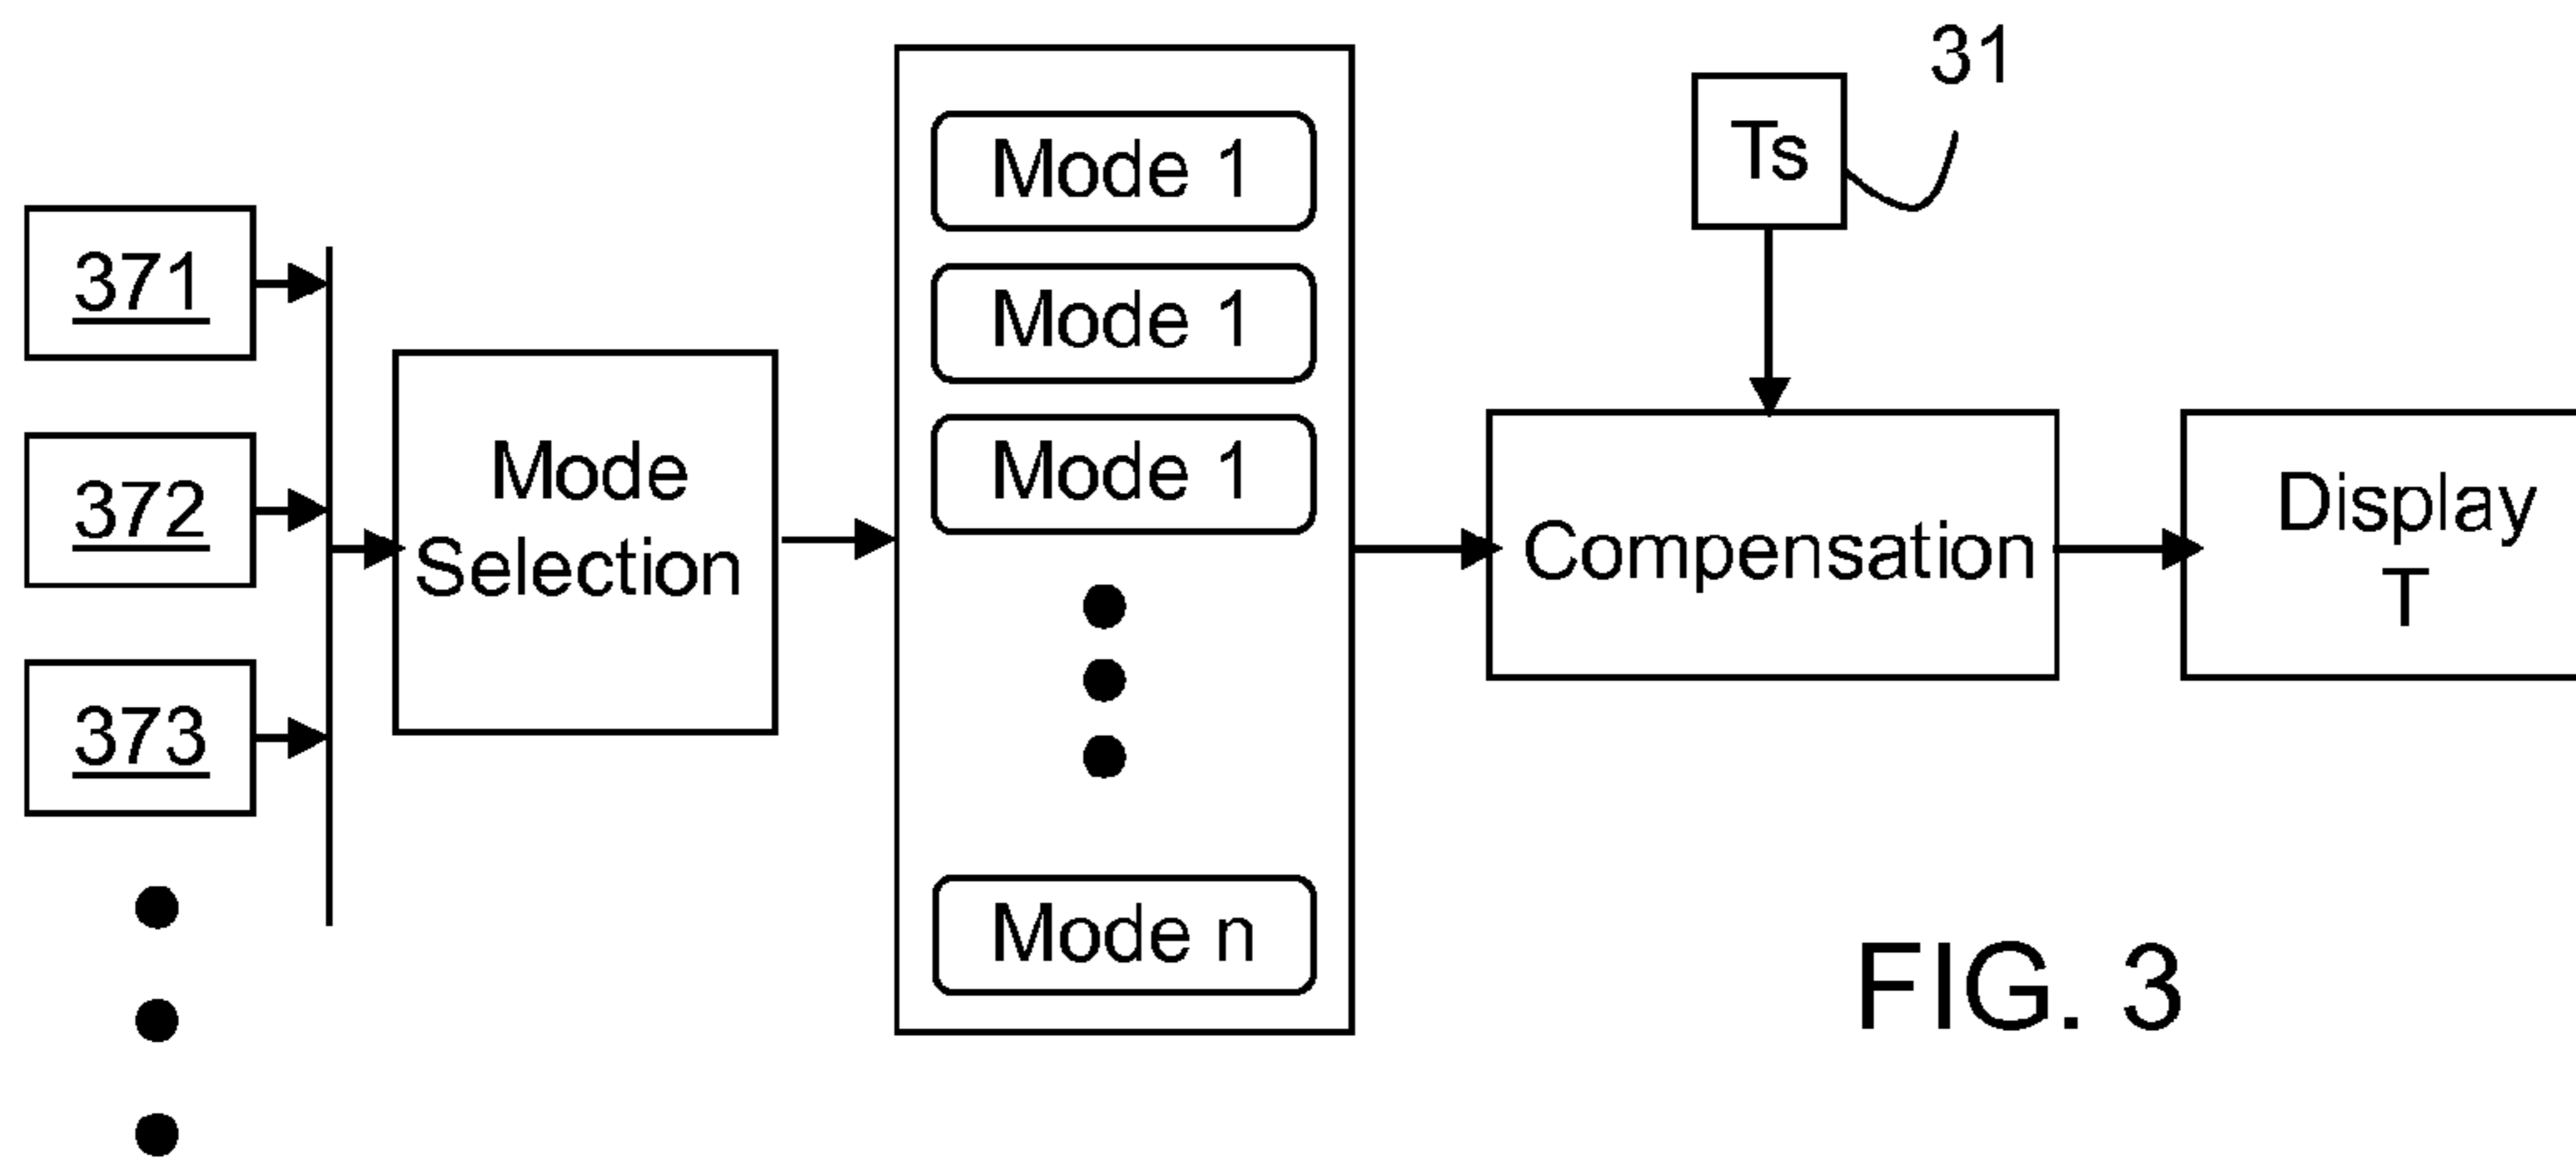 371
372
373
Mode
Selection
Mode 1
Mode 1
Mode 1
Mode n
Ts
31
Compensation
Display
T
FIG. 3